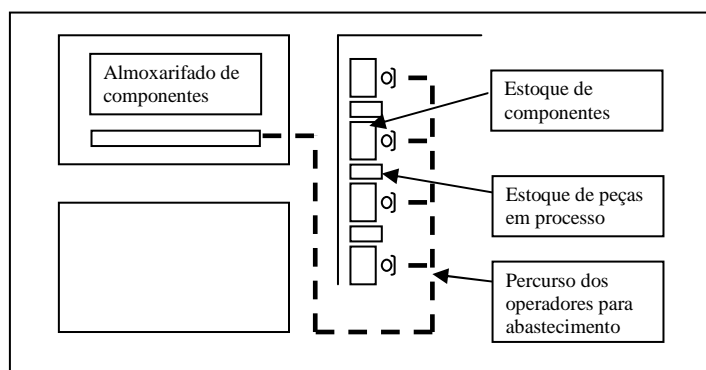 Almoxarifado de
componentes
Estoque de
componentes
Estoque de peças
em processo
Percurso dos
operadores para
abastecimento